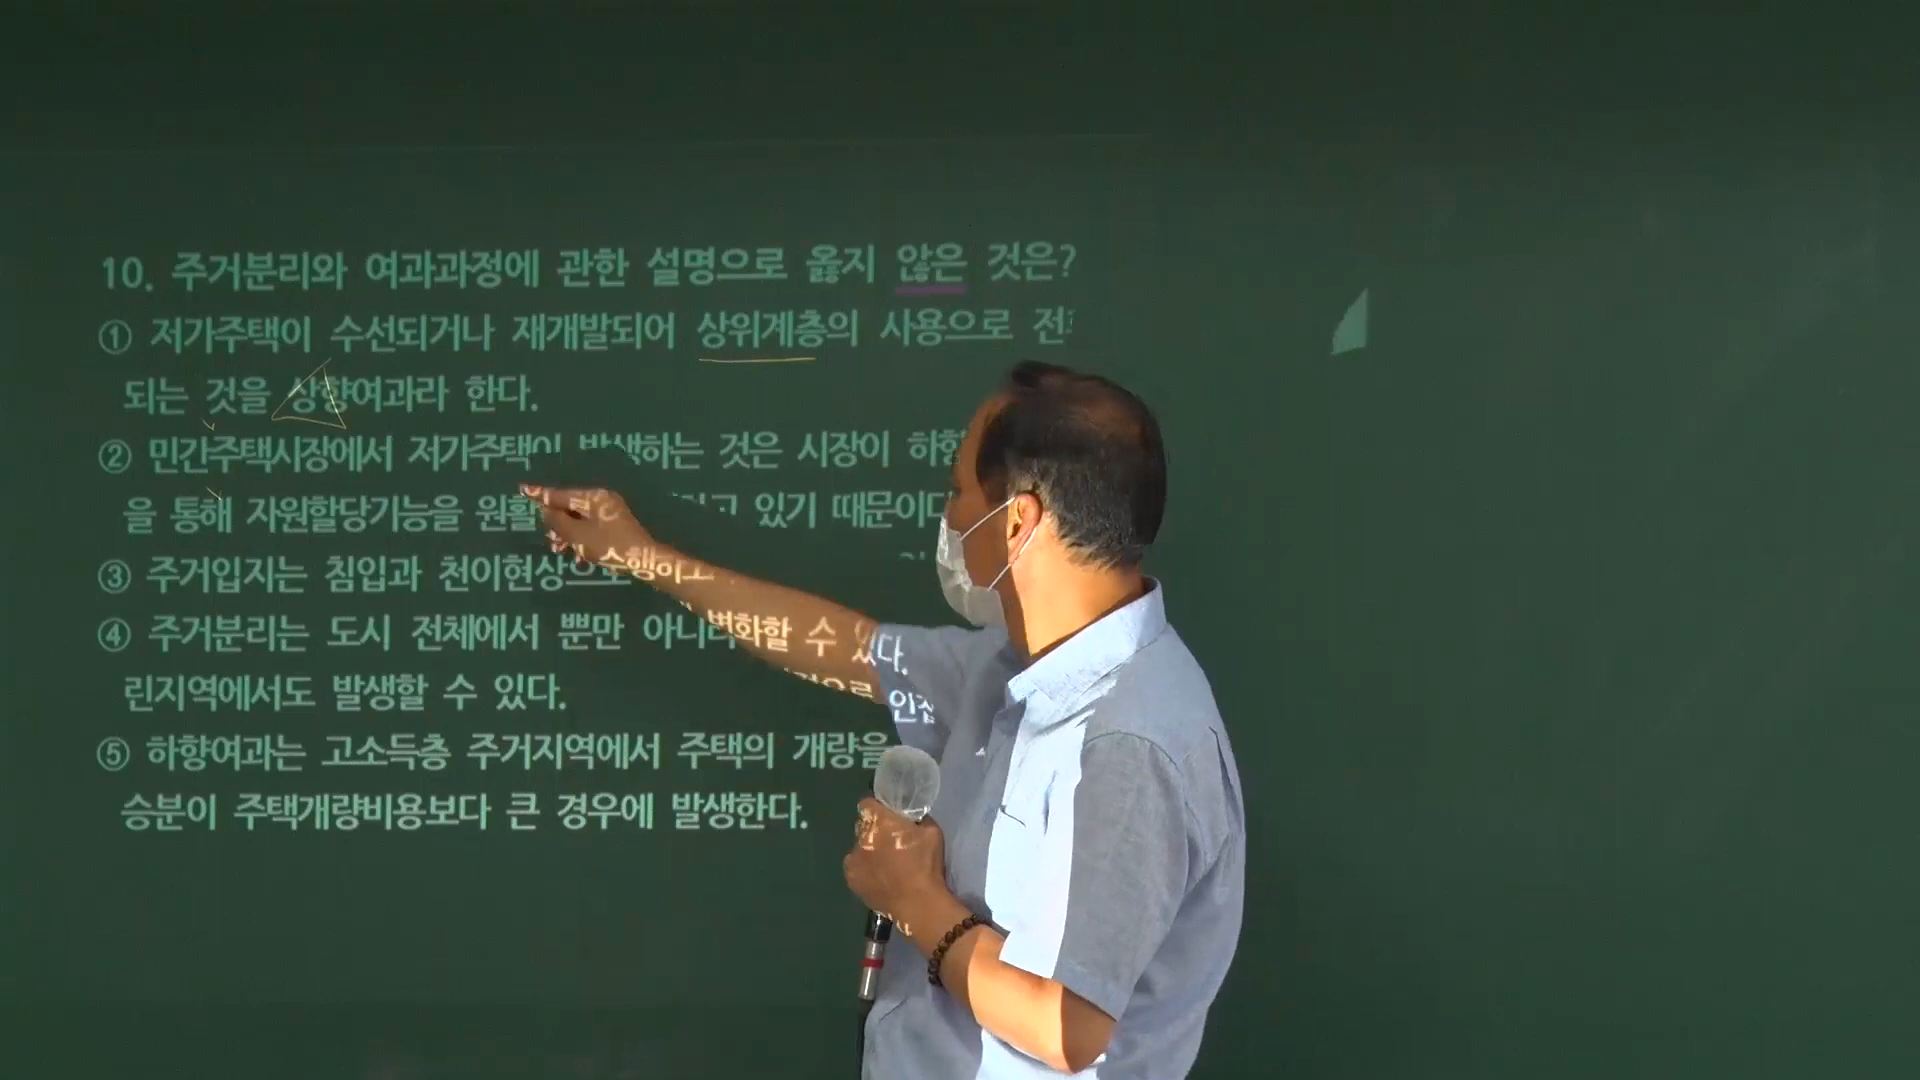 10. 주거분리와 여과과정에 관한 설명으로 옳지 않은 것은?
① 저가주택이 수선되거나 재개발되어 상위계층의 사용으로
되는 것을 상향여과라 한다.
② 민간주택시장에서 저가주택이 발생하는 것은 시장이
을 통해 자원할당기능을 있기 때문이다
③ 주거입지는 침입과 천이현상으로 변화할 수 있다.
④ 주거분리는 도시 전체에서 뿐만 아니라
린지역에서도 발생할 수 있다.
⑤ 하향여과는 고소득층 주거지역에서 주택의 개량을
승분이 주택개량비용보다 큰 경우에 발생한다.